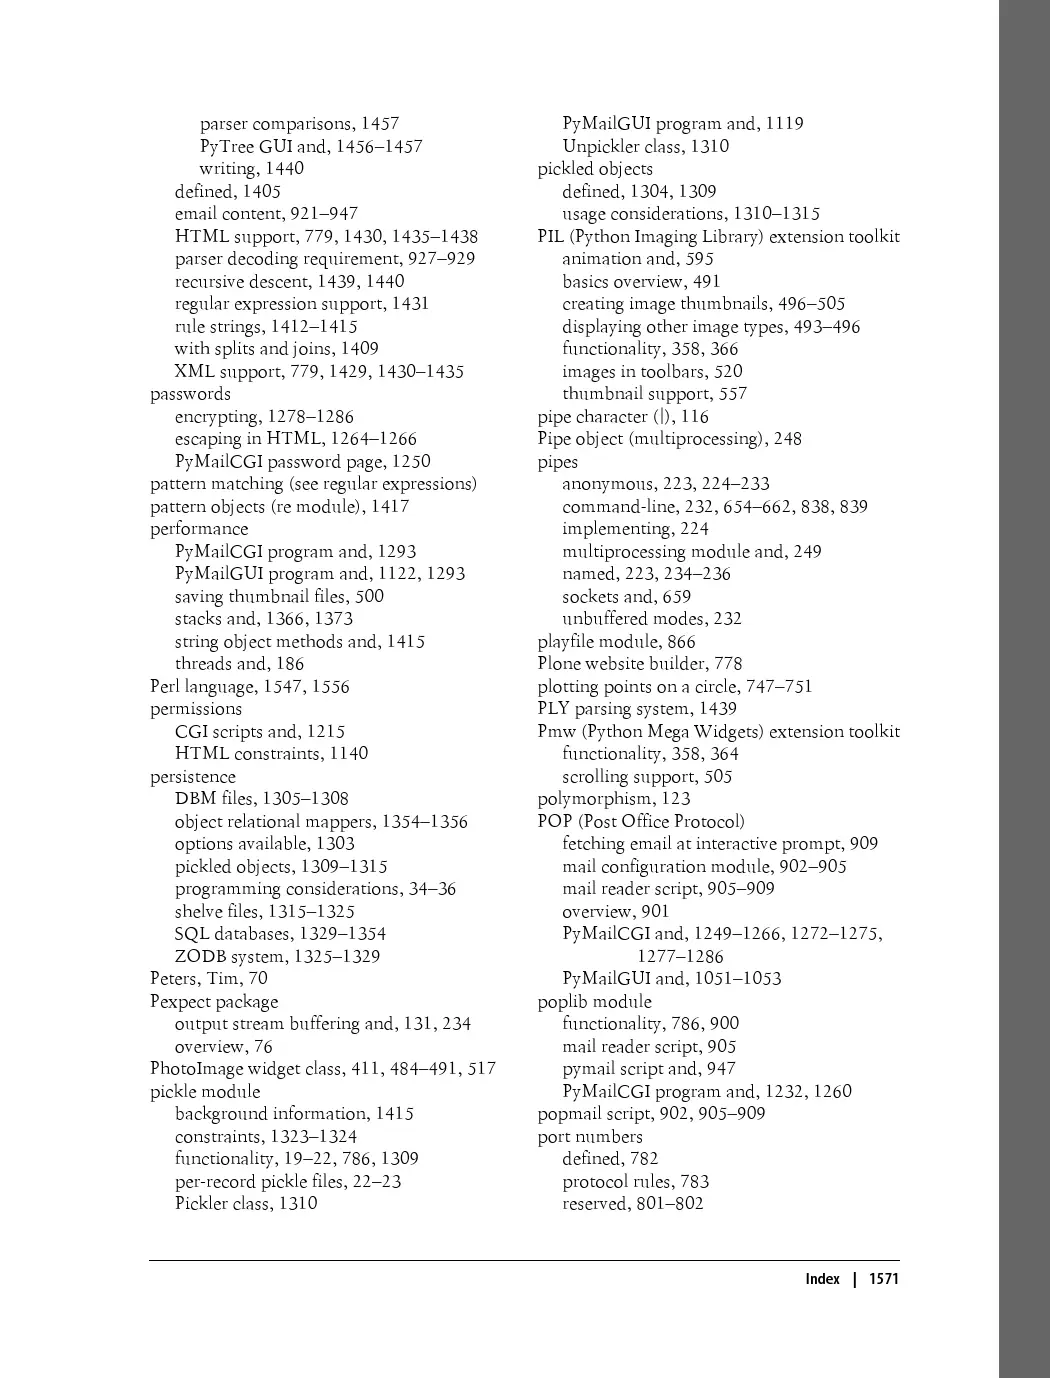 parser comparisons, 1457
PyTree GUI and, 1456–1457
writing, 1440
defined, 1405
email content, 921–947
HTML support, 779, 1430, 1435–1438
parser decoding requirement, 927–929
recursive descent, 1439, 1440
regular expression support, 1431
rule strings, 1412–1415
with splits and joins, 1409
XML support, 779, 1429, 1430–1435
passwords
encrypting, 1278–1286
escaping in HTML, 1264–1266
PyMailCGI password page, 1250
pattern matching (see regular expressions)
pattern objects (re module), 1417
performance
PyMailCGI program and, 1293
PyMailGUI program and, 1122, 1293
saving thumbnail files, 500
stacks and, 1366, 1373
string object methods and, 1415
threads and, 186
Perl language, 1547, 1556
permissions
CGI scripts and, 1215
HTML constraints, 1140
persistence
DBM files, 1305–1308
object relational mappers, 1354–1356
options available, 1303
pickled objects, 1309–1315
programming considerations, 34–36
shelve files, 1315–1325
SQL databases, 1329–1354
ZODB system, 1325–1329
Peters, Tim, 70
Pexpect package
output stream buffering and, 131, 234
overview, 76
PhotoImage widget class, 411, 484–491, 517
pickle module
background information, 1415
constraints, 1323–1324
functionality, 19–22, 786, 1309
per-record pickle files, 22–23
Pickler class, 1310
PyMailGUI program and, 1119
Unpickler class, 1310
pickled objects
defined, 1304, 1309
usage considerations, 1310–1315
PIL (Python Imaging Library) extension toolkit
animation and, 595
basics overview, 491
creating image thumbnails, 496–505
displaying other image types, 493–496
functionality, 358, 366
images in toolbars, 520
thumbnail support, 557
pipe character (|), 116
Pipe object (multiprocessing), 248
pipes
anonymous, 223, 224–233
command-line, 232, 654–662, 838, 839
implementing, 224
multiprocessing module and, 249
named, 223, 234–236
sockets and, 659
unbuffered modes, 232
playfile module, 866
Plone website builder, 778
plotting points on a circle, 747–751
PLY parsing system, 1439
Pmw (Python Mega Widgets) extension toolkit
functionality, 358, 364
scrolling support, 505
polymorphism, 123
POP (Post Office Protocol)
fetching email at interactive prompt, 909
mail configuration module, 902–905
mail reader script, 905–909
overview, 901
PyMailCGI and, 1249–1266, 1272–1275,
1277–1286
PyMailGUI and, 1051–1053
poplib module
functionality, 786, 900
mail reader script, 905
pymail script and, 947
PyMailCGI program and, 1232, 1260
popmail script, 902, 905–909
port numbers
defined, 782
protocol rules, 783
reserved, 801–802
Index | 1571